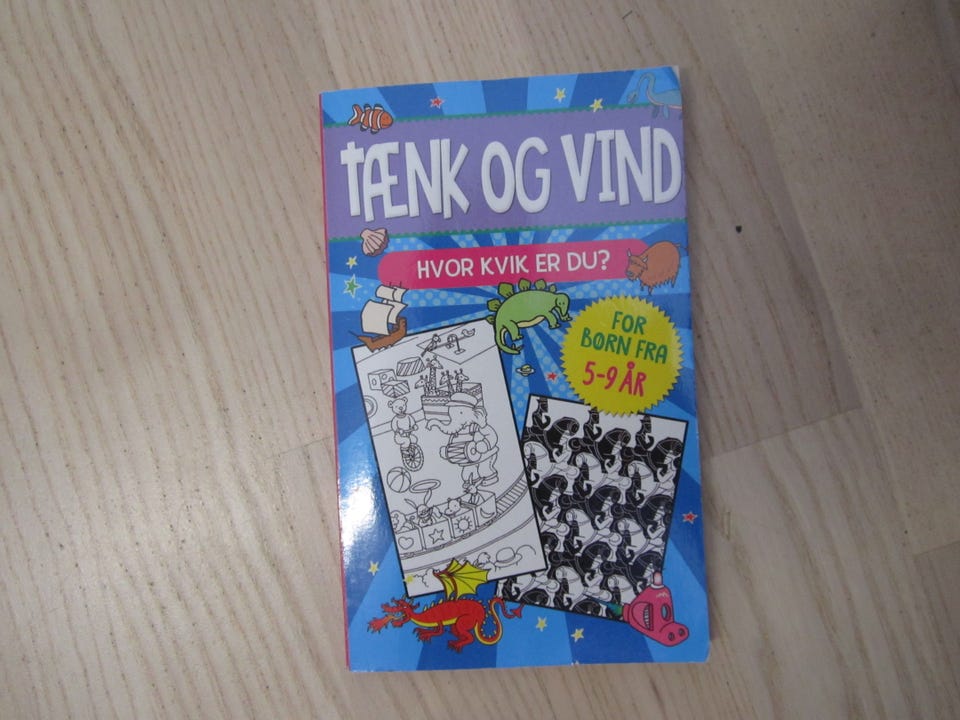 TÆNK OG VIND
HVOR KVIK ER DU?
FOR
BØRN FRA
5-9 ÅR